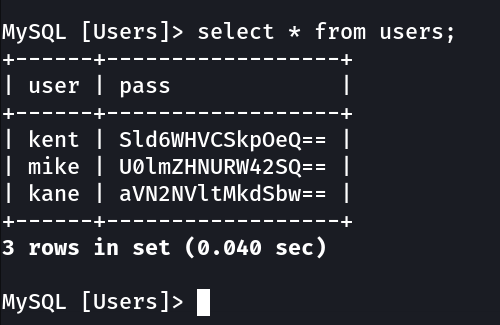 MySQL [Users]> select * from users;
+------+------------------+
| user | pass             |
+------+------------------+
| kent | Sld6WHVCSkpOeQ== |
| mike | U0lmZHNURW42SQ== |
| kane | aVN2NVltMkdSbw== |
+------+------------------+
3 rows in set (0.040 sec)
MySQL [Users]>